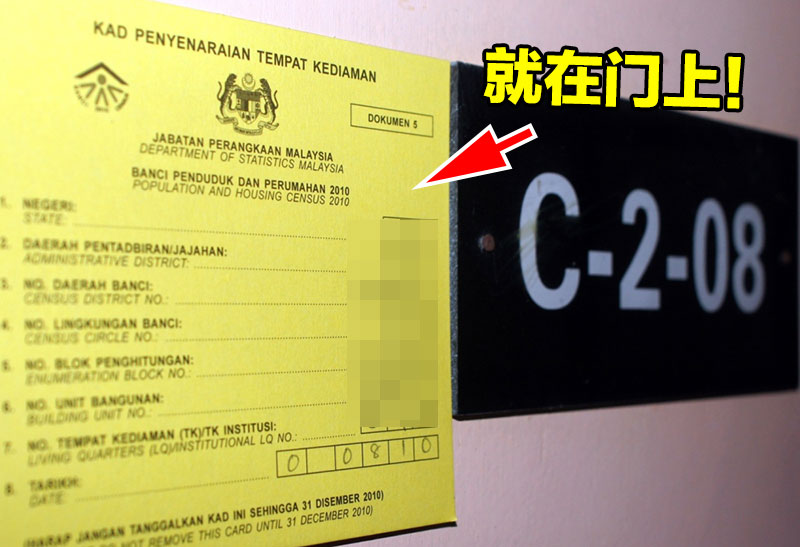 KAD PENYENARAIAN TEMPAT KEDIAMAN
就在门上!
DOKUMEN 5
JABATAN PERANGKAAN MALAYSIA
DEPARTMENT OF STATISTICS MALAYSIA
BANCI PENDUDUK DAN PERUMAHAN 2010
POPULATION AND HOUSING CENSUS 2010
1. NEGERI:
STATE:
2. DAERAH PENTADBIRAN/JAJAHAN:
ADMINISTRATIVE DISTRICT:
3. NO. DAERAH BANCI:
CENSUS DISTRICT NO.:
4. NO. LINGKUNGAN BANCI:
CENSUS CIRCLE NO.:
5. NO. BLOK PENGHITUNGAN:
ENUMERATION BLOCK NO.:
6. NO. UNIT BANGUNAN:
BUILDING UNIT NO.:
7. NO. TEMPAT KEDIAMAN (TK)/TK INSTITUSI:
LIVING QUARTERS (LQ)/INSTITUTIONAL LQ NO.:
8. TARIKH:
DATE:
0 0 8 1 0
(HARAP JANGAN TANGGALKAN KAD INI SEHINGGA 31 DISEMBER 2010)
DO NOT REMOVE THIS CARD UNTIL 31 DECEMBER 2010)
C-2-08